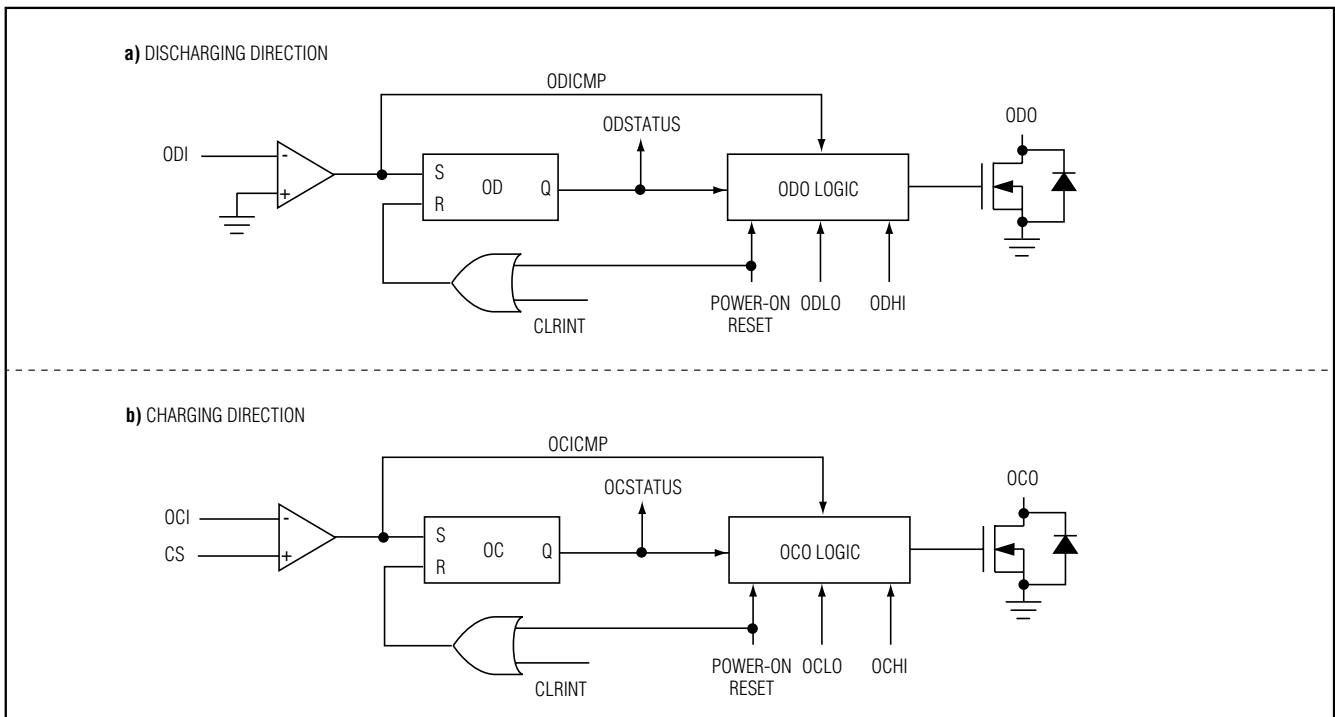 a) DISCHARGING DIRECTION
ODICMP
ODO
ODSTATUS
ODI
-
+
S
OD
Q
R
ODO LOGIC
POWER-ON
RESET
ODLO
ODHI
CLRINT
b) CHARGING DIRECTION
OCICMP
OCO
OCSTATUS
OCI
-
CS
+
S
OC
Q
R
OCO LOGIC
POWER-ON
RESET
OCLO
OCHI
CLRINT